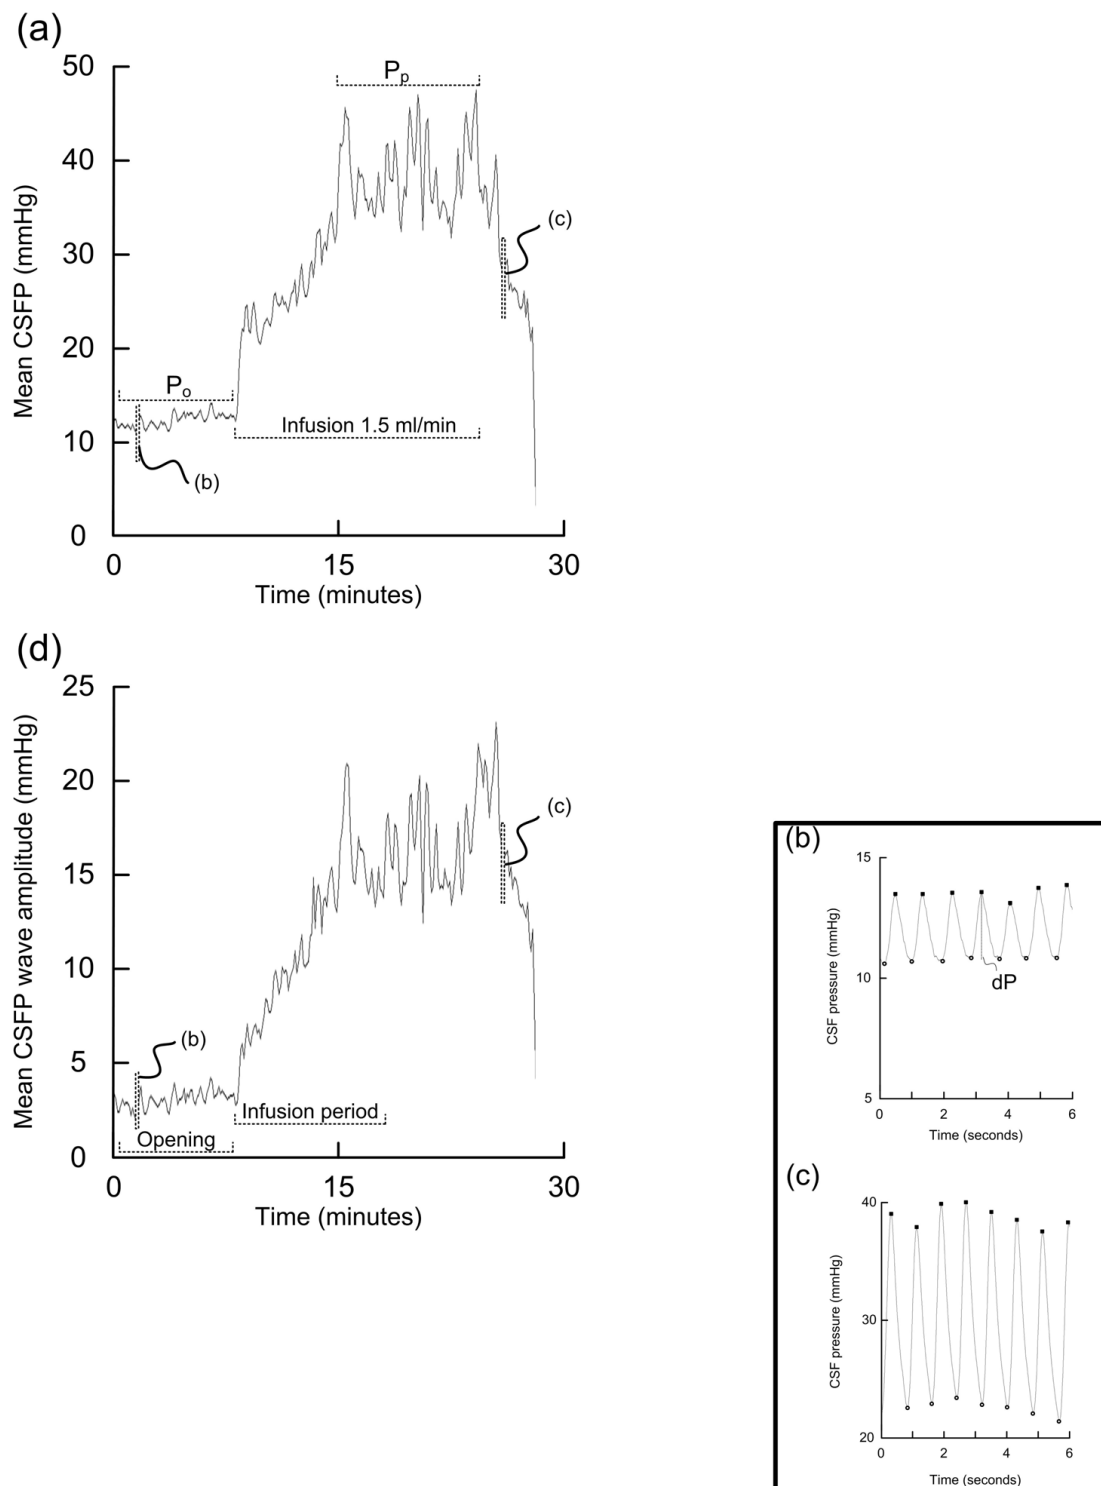 (a)
50
P_p
40
(c)
30
Mean CSFP (mmHg)
20
P_o
Infusion 1.5 ml/min
10
(b)
0
0 15 30
Time (minutes)
(d)
25
20
(c)
15
Mean CSFP wave amplitude (mmHg)
10
(b)
5
Infusion period
Opening
0
0 15 30
Time (minutes)
(b)
15
CSF pressure (mmHg)
10
dP
5
0 2 4 6
Time (seconds)
(c)
40
CSF pressure (mmHg)
30
20
0 2 4 6
Time (seconds)